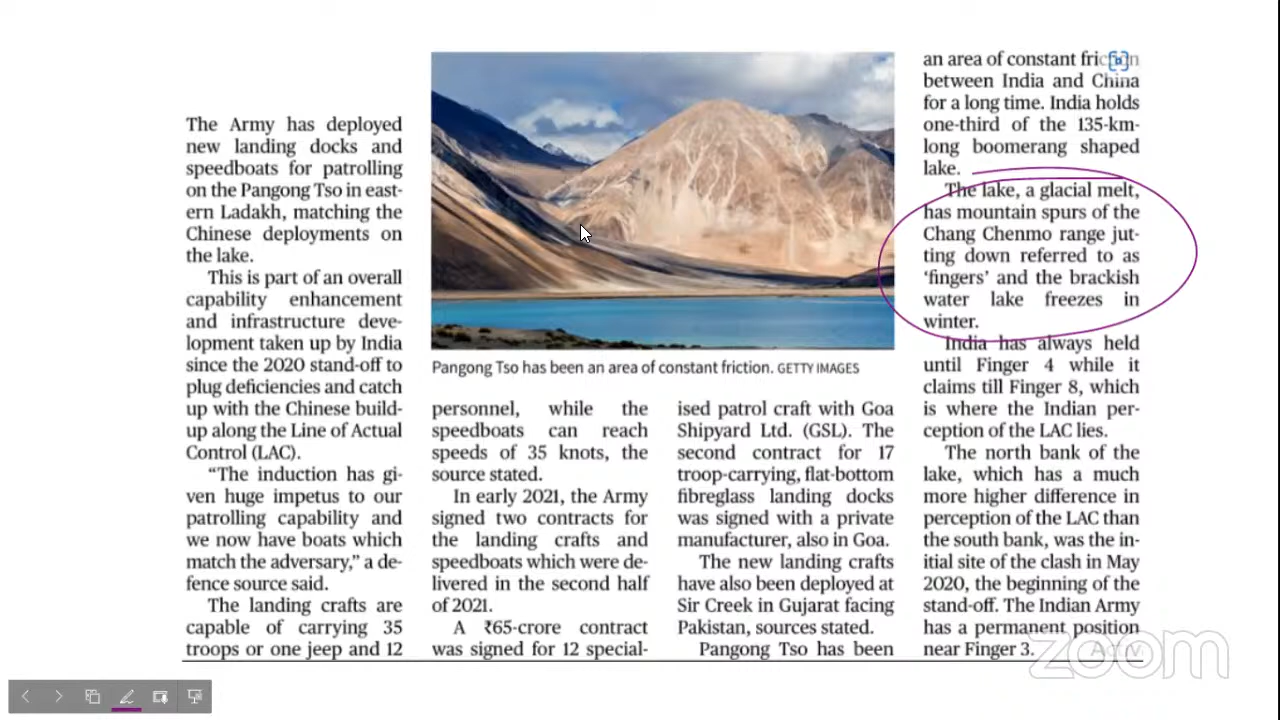 The Army has deployed
new landing docks and
speedboats for patrolling
on the Pangong Tso in east-
ern Ladakh, matching the
Chinese deployments on
the lake.
This is part of an overall
capability enhancement
and infrastructure deve-
lopment taken up by India
since the 2020 stand-off to
plug deficiencies and catch
up with the Chinese build-
up along the Line of Actual
Control (LAC).
“The induction has gi-
ven huge impetus to our
patrolling capability and
we now have boats which
match the adversary,” a de-
fence source said.
The landing crafts are
capable of carrying 35
troops or one jeep and 12
Pangong Tso has been an area of constant friction. GETTY IMAGES
personnel, while the
speedboats can reach
speeds of 35 knots, the
source stated.
In early 2021, the Army
signed two contracts for
the landing crafts and
speedboats which were de-
livered in the second half
of 2021.
A ₹65-crore contract
was signed for 12 special-
ised patrol craft with Goa
Shipyard Ltd. (GSL). The
second contract for 17
troop-carrying, flat-bottom
fibreglass landing docks
was signed with a private
manufacturer, also in Goa.
The new landing crafts
have also been deployed at
Sir Creek in Gujarat facing
Pakistan, sources stated.
Pangong Tso has been
an area of constant friction
between India and China
for a long time. India holds
one-third of the 135-km-
long boomerang shaped
lake.
The lake, a glacial melt,
has mountain spurs of the
Chang Chenmo range jut-
ting down referred to as
‘fingers’ and the brackish
water lake freezes in
winter.
India has always held
until Finger 4 while it
claims till Finger 8, which
is where the Indian per-
ception of the LAC lies.
The north bank of the
lake, which has a much
more higher difference in
perception of the LAC than
the south bank, was the in-
itial site of the clash in May
2020, the beginning of the
stand-off. The Indian Army
has a permanent position
near Finger 3.
Activ
zoom